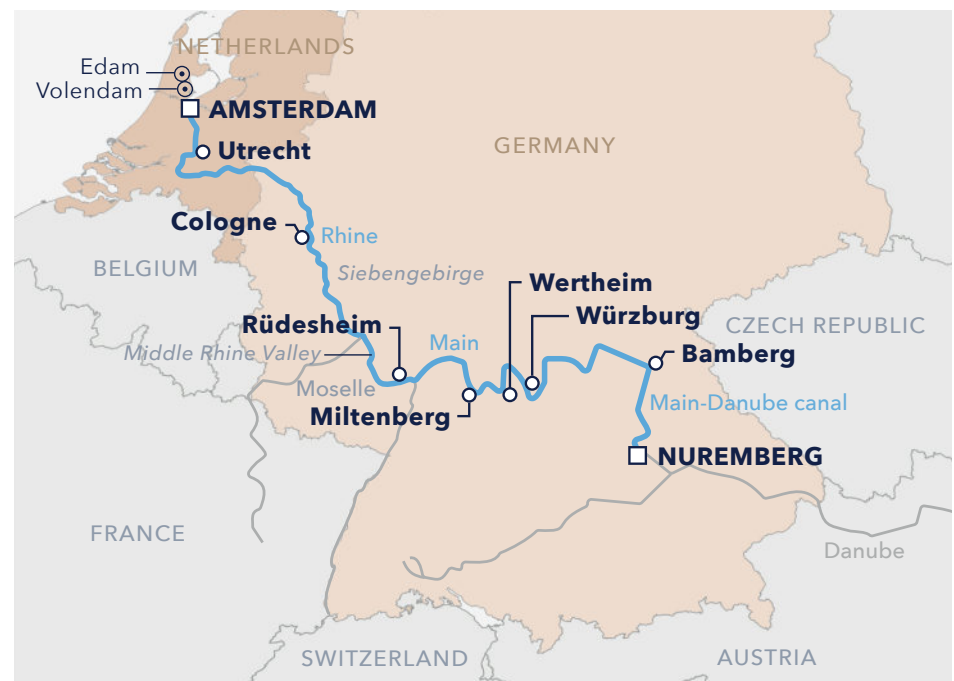 NETHERLANDS
Edam
Volendam
AMSTERDAM
Utrecht
GERMANY
Cologne
Rhine
BELGIUM
Siebengebirge
Wertheim
Würzburg
Rüdesheim
CZECH REPUBLIC
Main
Middle Rhine Valley
Bamberg
Moselle
Miltenberg
Main-Danube canal
NUREMBERG
FRANCE
Danube
SWITZERLAND
AUSTRIA